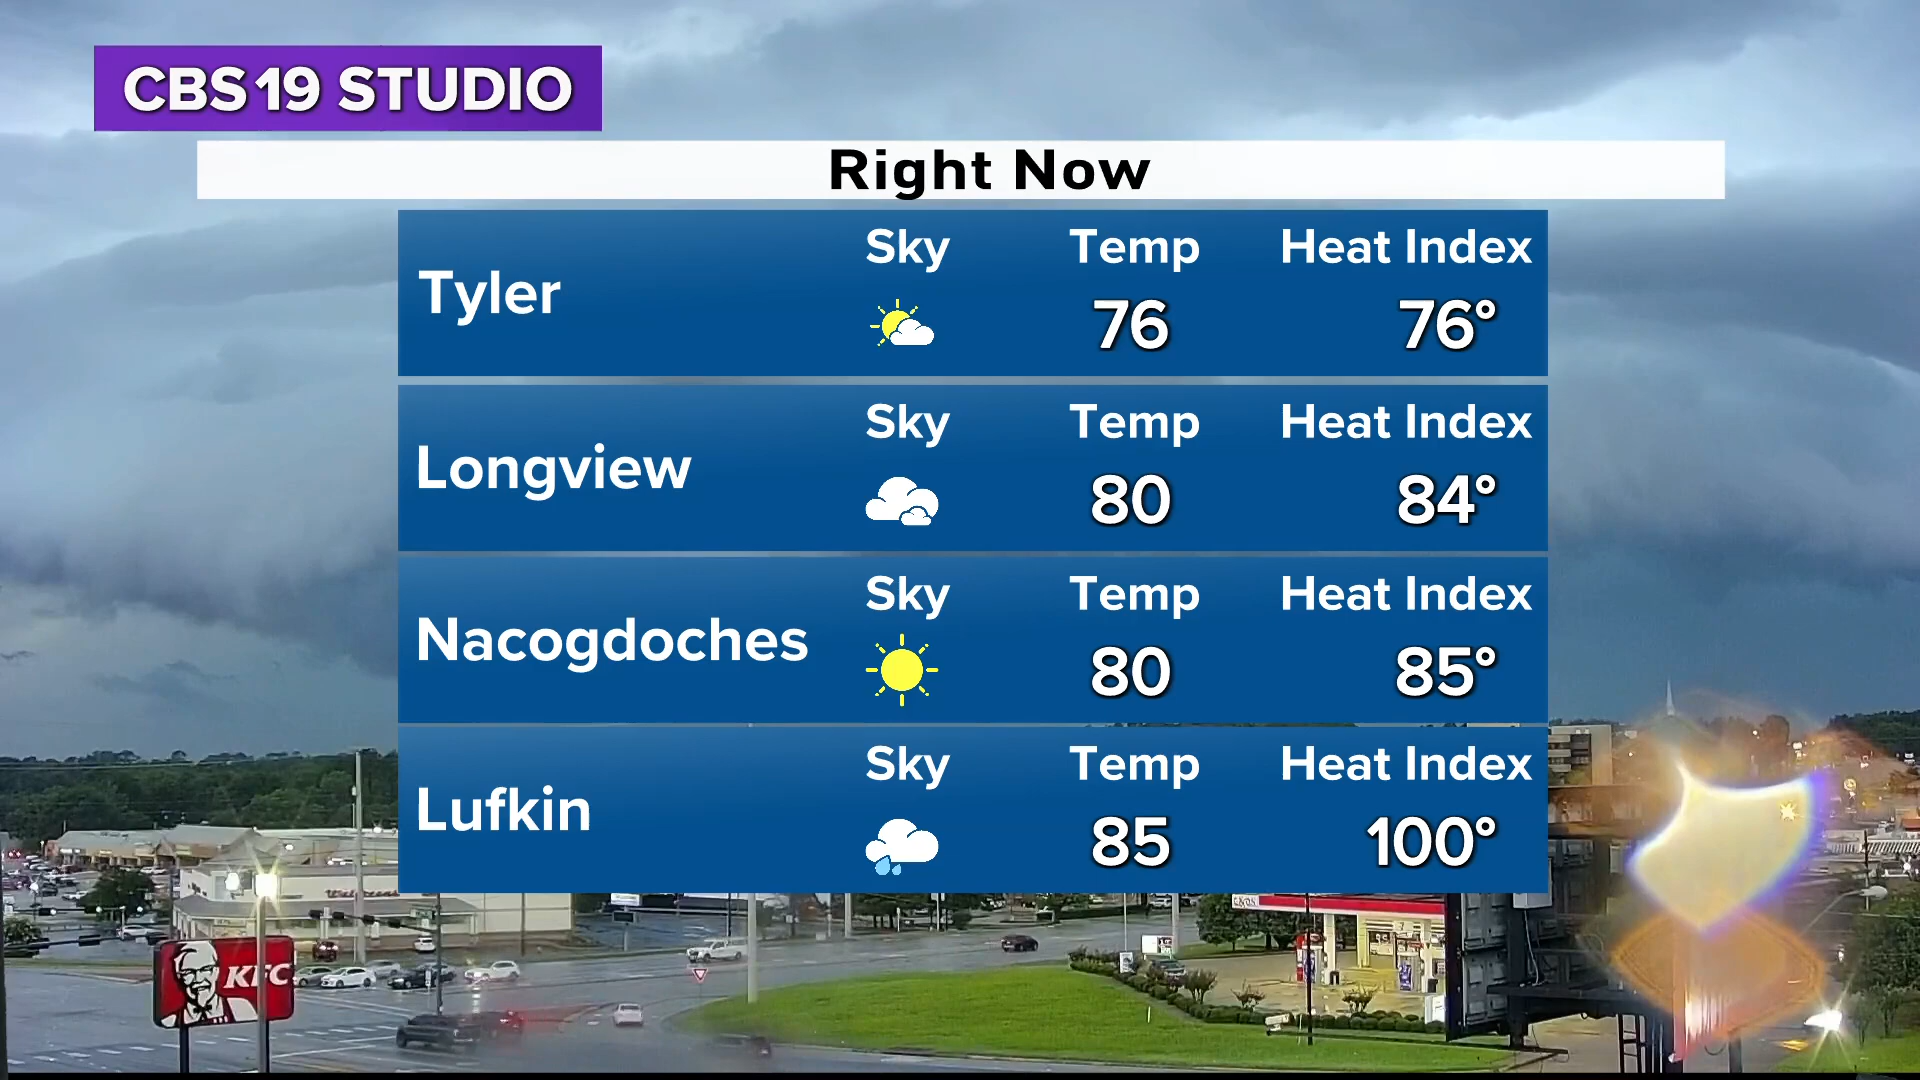 CBS19 STUDIO
Right Now
Tyler Sky Temp Heat Index
76 76°
Longview Sky Temp Heat Index
80 84°
Nacogdoches Sky Temp Heat Index
80 85°
Lufkin Sky Temp Heat Index
85 100°
KFC